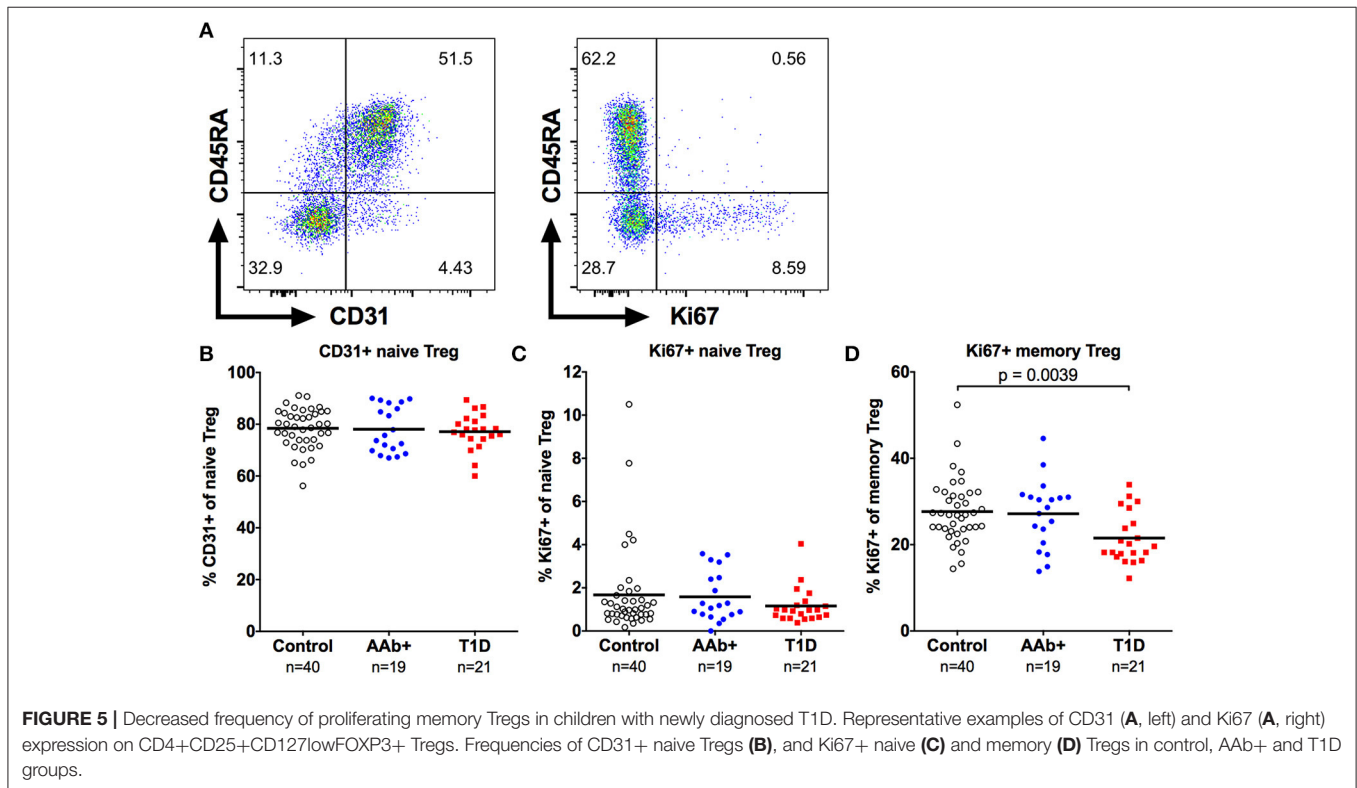 A
11.3
51.5
32.9
4.43
CD45RA
CD31
62.2
0.56
28.7
8.59
CD45RA
Ki67
B
CD31+ naive Treg
% CD31+ of naive Treg
100
80
60
40
20
0
Control
AAb+
T1D
n=40
n=19
n=21
C
Ki67+ naive Treg
% Ki67+ of naive Treg
12
10
8
6
4
2
0
Control
AAb+
T1D
n=40
n=19
n=21
D
Ki67+ memory Treg
p = 0.0039
% Ki67+ of memory Treg
60
40
20
0
Control
AAb+
T1D
n=40
n=19
n=21
FIGURE 5 | Decreased frequency of proliferating memory Tregs in children with newly diagnosed T1D. Representative examples of CD31 (A, left) and Ki67 (A, right)
expression on CD4+CD25+CD127lowFOXP3+ Tregs. Frequencies of CD31+ naive Tregs (B), and Ki67+ naive (C) and memory (D) Tregs in control, AAb+ and T1D
groups.